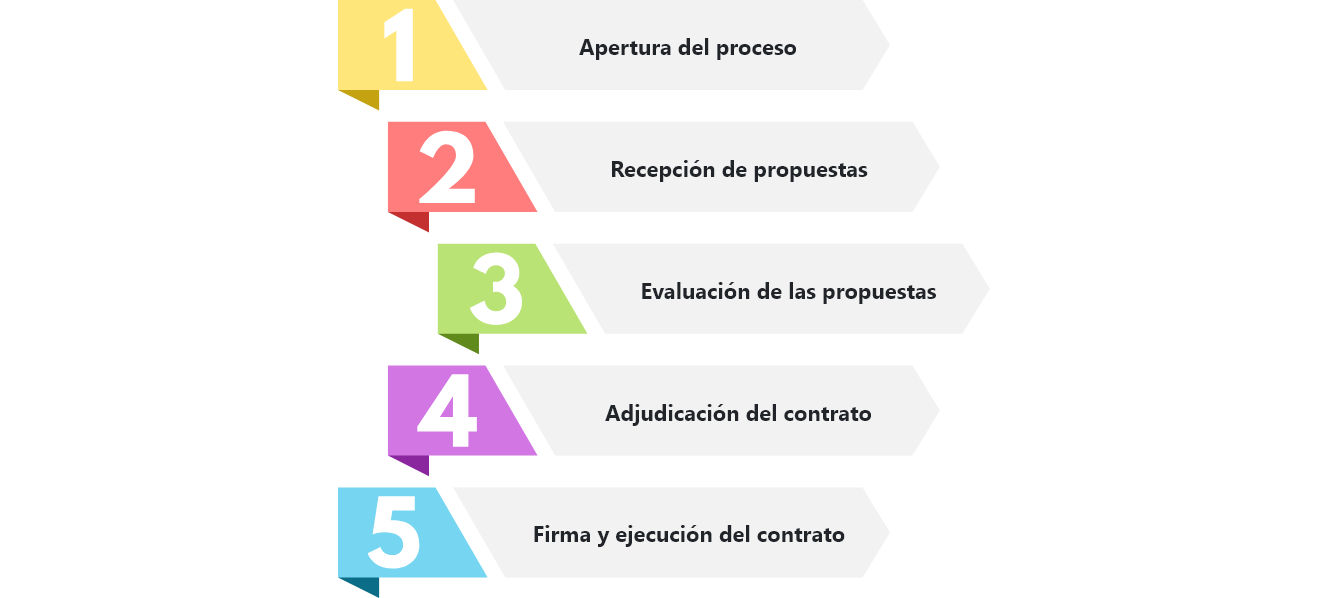 1
Apertura del proceso
2
Recepción de propuestas
3
Evaluación de las propuestas
4
Adjudicación del contrato
5
Firma y ejecución del contrato